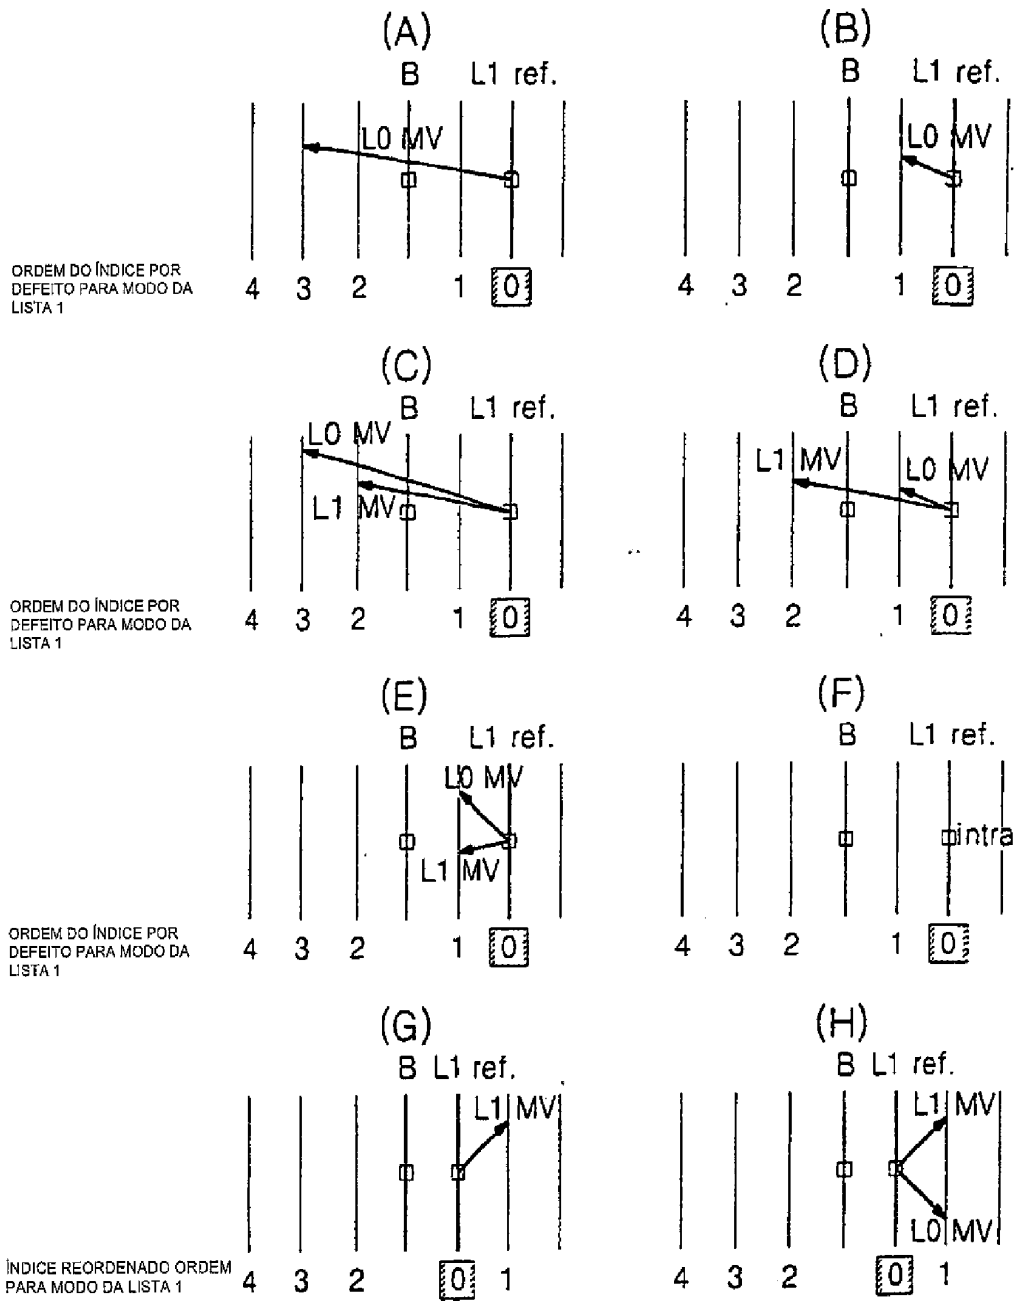 (A)
B L1 ref.
L0 MV
ORDEM DO ÍNDICE POR
DEFEITO PARA MODO DA
LISTA 1
4 3 2 1 0
(B)
B L1 ref.
L0 MV
4 3 2 1 0
(C)
B L1 ref.
L0 MV
L1 MV
ORDEM DO ÍNDICE POR
DEFEITO PARA MODO DA
LISTA 1
4 3 2 1 0
(D)
B L1 ref.
L1 MV
L0 MV
4 3 2 1 0
(E)
B L1 ref.
L0 MV
L1 MV
ORDEM DO ÍNDICE POR
DEFEITO PARA MODO DA
LISTA 1
4 3 2 1 0
(F)
B L1 ref.
intra
4 3 2 1 0
(G)
B L1 ref.
L1 MV
ÍNDICE REORDENADO ORDEM
PARA MODO DA LISTA 1
4 3 2 0 1
(H)
B L1 ref.
L1 MV
L0 MV
4 3 2 0 1